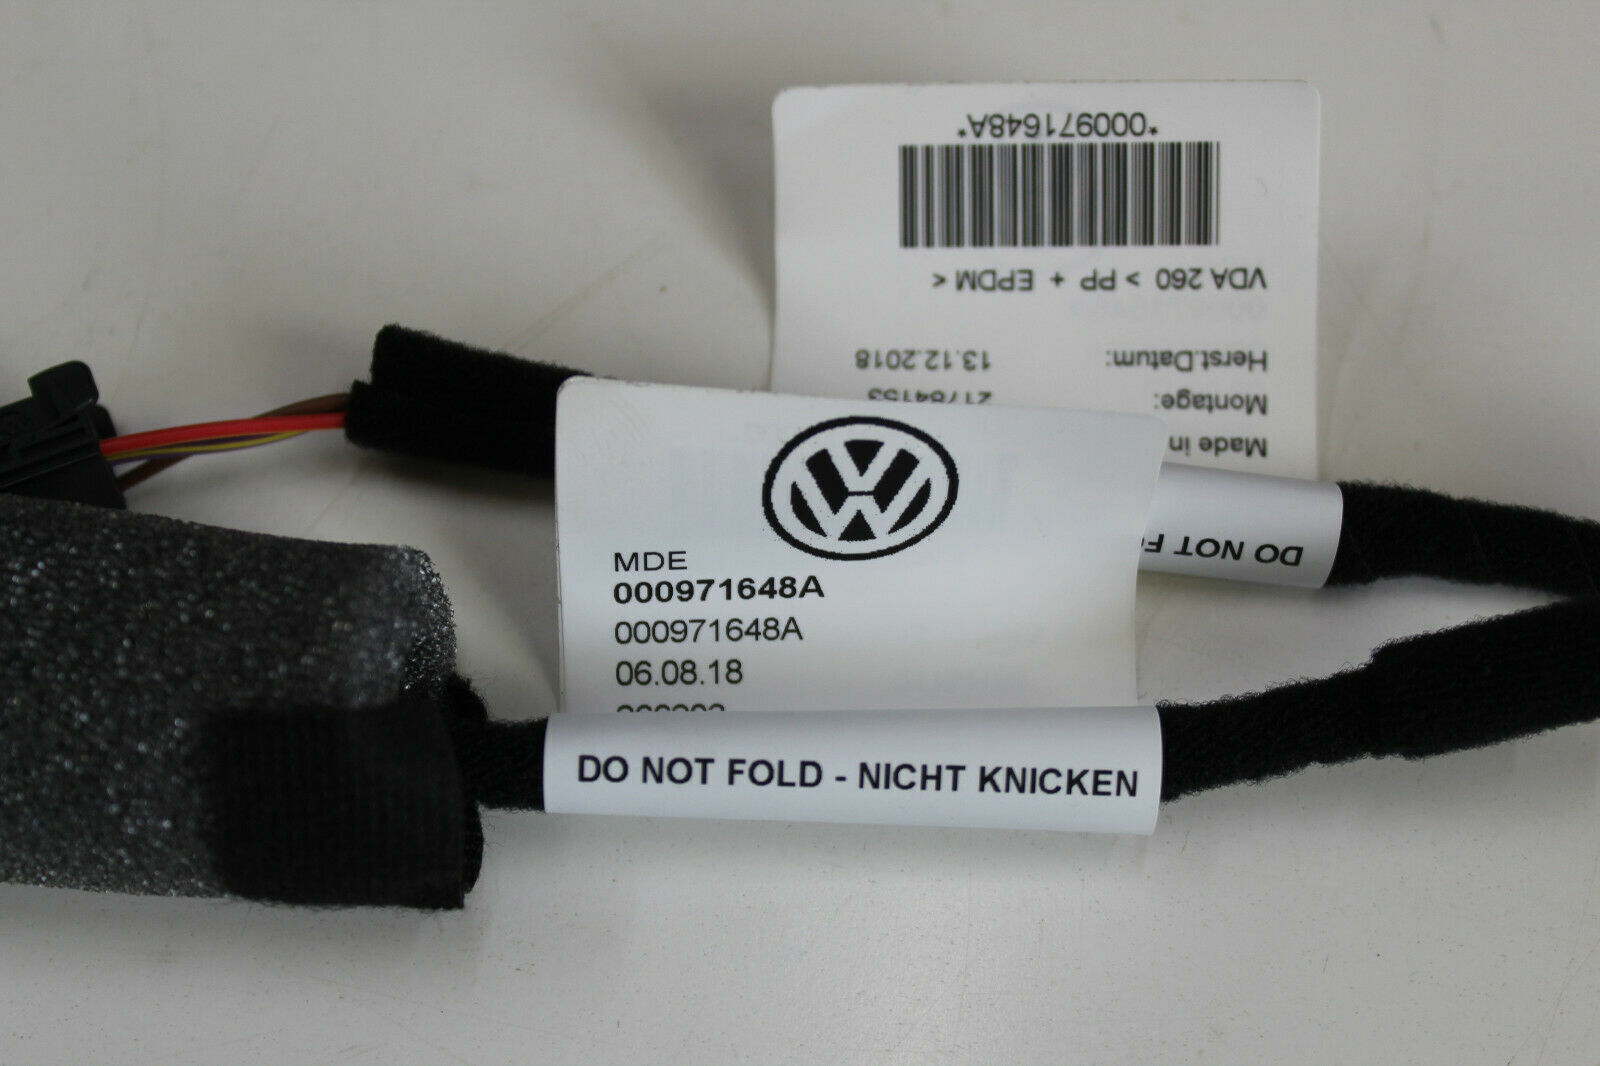 *000971648A*
VDA 260 > PP + EPDM <
Herst.Datum: 13.12.2018
Montage: 21784153
Made in
DO NOT
MDE
000971648A
000971648A
06.08.18
DO NOT FOLD - NICHT KNICKEN